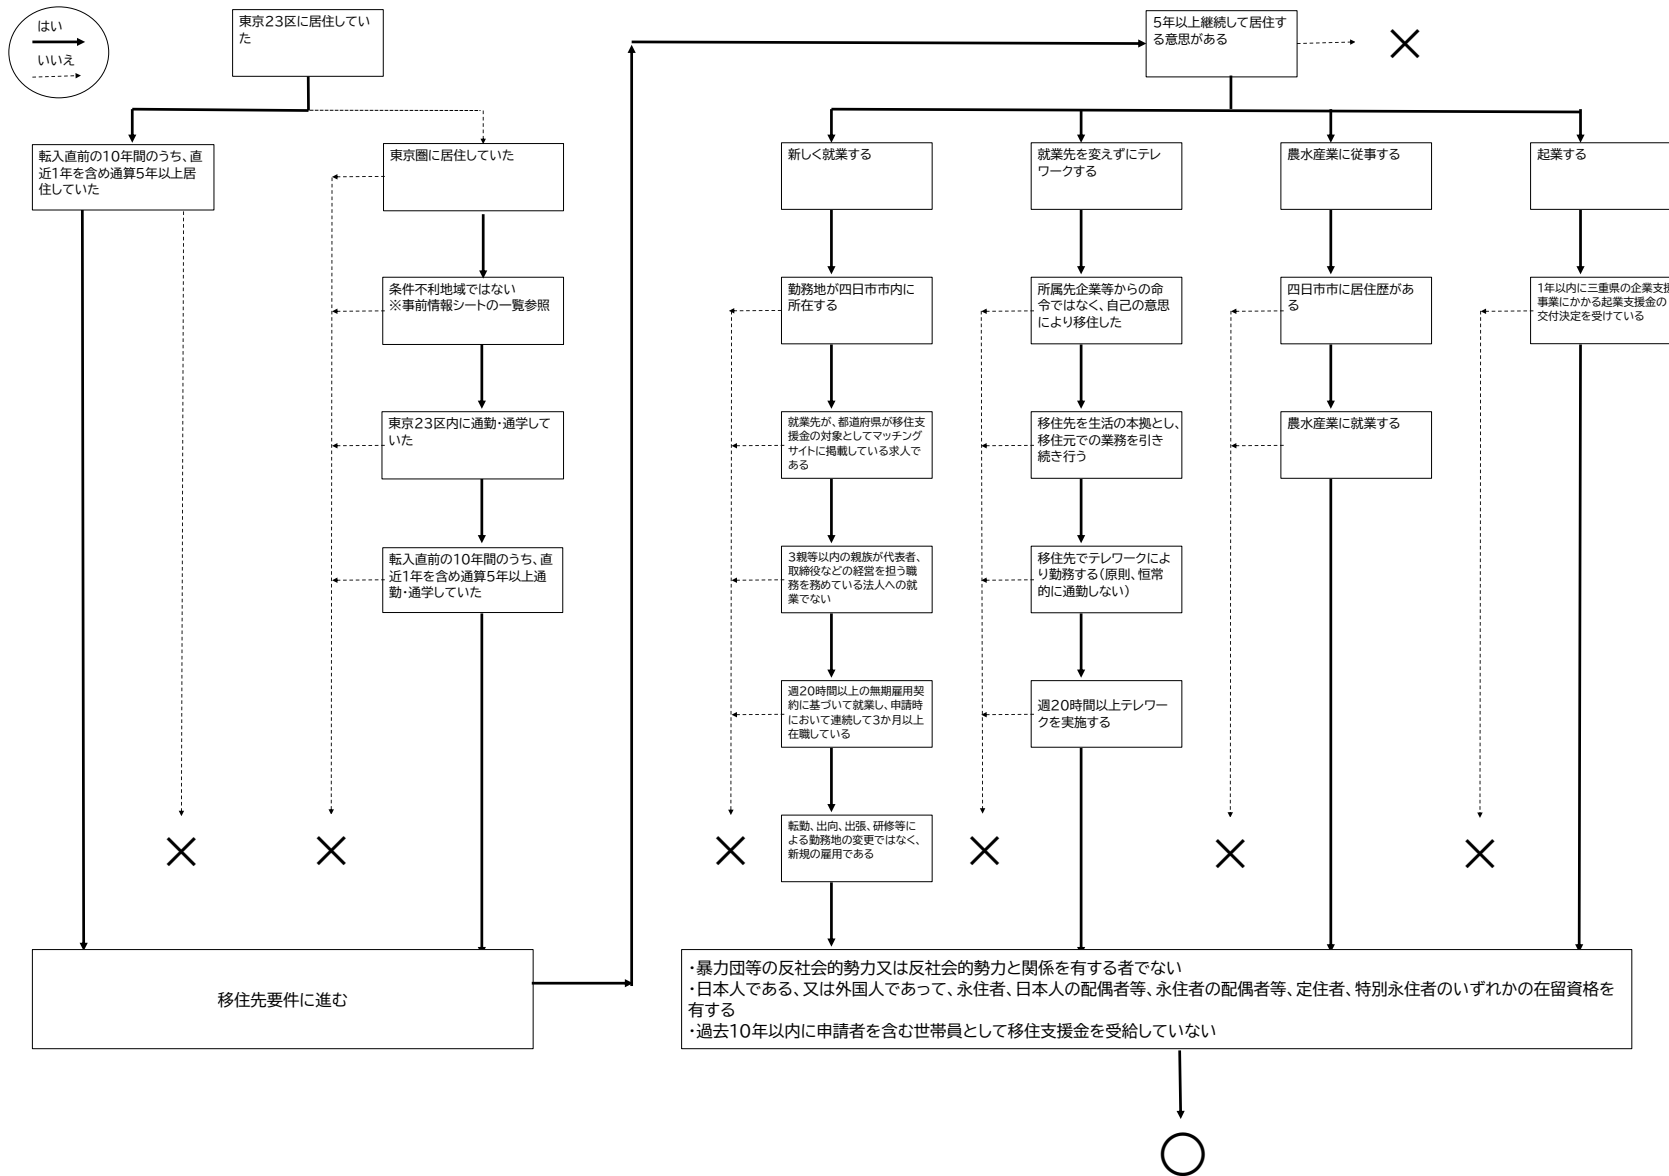 はい
いいえ
東京23区に居住してい
た
転入直前の10年間のうち、直
近1年を含め通算5年以上居
住していた
東京圏に居住していた
条件不利地域ではない
※事前情報シートの一覧参照
東京23区内に通勤・通学して
いた
転入直前の10年間のうち、直
近1年を含め通算5年以上通
勤・通学していた
移住先要件に進む
5年以上継続して居住す
る意思がある
新しく就業する
勤務地が四日市市内に
所在する
就業先が、都道府県が移住支
援金の対象としてマッチング
サイトに掲載している求人で
ある
3親等以内の親族が代表者、
取締役などの経営を担う職
務を務めている法人への就
業でない
週20時間以上の無期雇用契
約に基づいて就業し、申請時
において連続して3か月以上
在職している
転勤、出向、出張、研修等に
よる勤務地の変更ではなく、
新規の雇用である
就業先を変えずにテレ
ワークする
所属先企業等からの命
令ではなく、自己の意思
により移住した
移住先を生活の本拠とし、
移住元での業務を引き
続き行う
移住先でテレワークによ
り勤務する(原則、恒常
的に通勤しない)
週20時間以上テレワー
クを実施する
農水産業に従事する
四日市市に居住歴があ
る
農水産業に就業する
起業する
1年以内に三重県の企業支援
事業にかかる起業支援金の
交付決定を受けている
・暴力団等の反社会的勢力又は反社会的勢力と関係を有する者でない
・日本人である、又は外国人であって、永住者、日本人の配偶者等、永住者の配偶者等、定住者、特別永住者のいずれかの在留資格を
有する
・過去10年以内に申請者を含む世帯員として移住支援金を受給していない